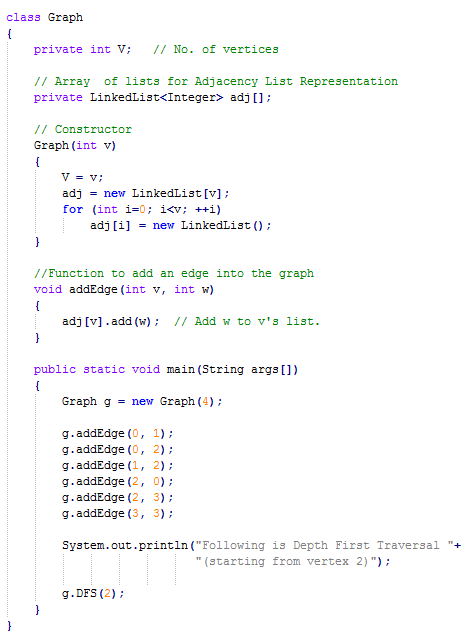 class Graph
{
    private int V;   // No. of vertices

    // Array  of lists for Adjacency List Representation
    private LinkedList<Integer> adj[];

    // Constructor
    Graph(int v)
    {
        V = v;
        adj = new LinkedList[v];
        for (int i=0; i<v; ++i)
            adj[i] = new LinkedList();
    }

    //Function to add an edge into the graph
    void addEdge(int v, int w)
    {
        adj[v].add(w);  // Add w to v's list.
    }

    public static void main(String args[])
    {
        Graph g = new Graph(4);

        g.addEdge(0, 1);
        g.addEdge(0, 2);
        g.addEdge(1, 2);
        g.addEdge(2, 0);
        g.addEdge(2, 3);
        g.addEdge(3, 3);

        System.out.println("Following is Depth First Traversal "+
                           "(starting from vertex 2)");

        g.DFS(2);
    }
}